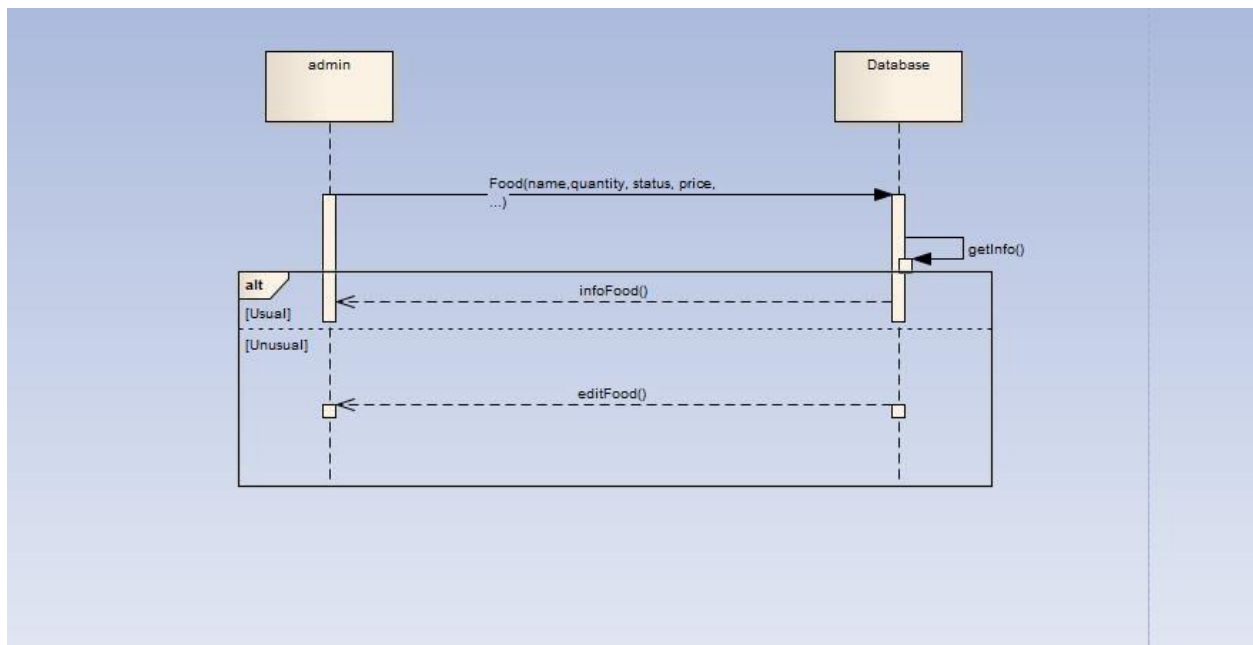 admin
Database
Food(name,quantity, status, price,
...)
getInfo()
alt
infoFood()
[Usual]
[Unusual]
editFood()